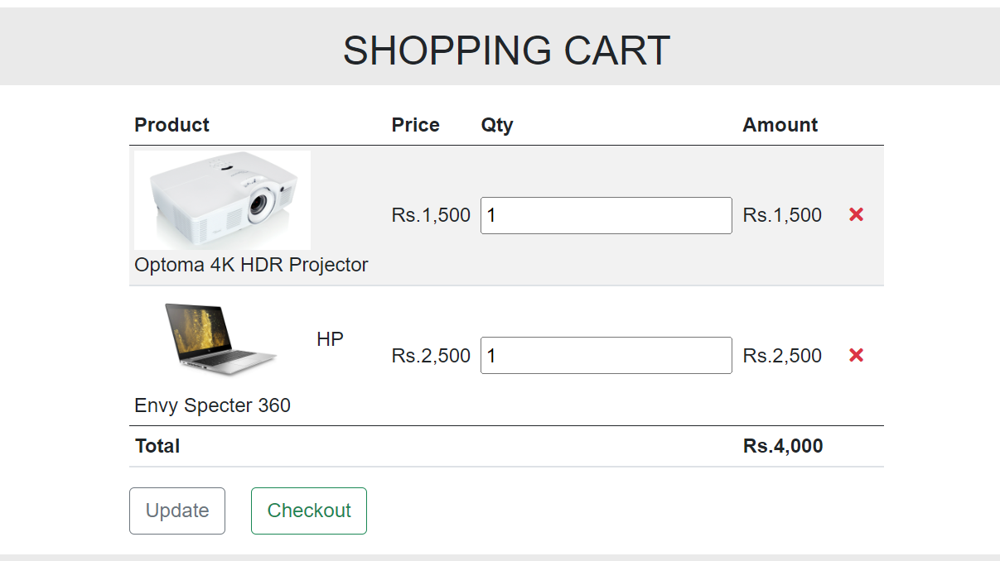 SHOPPING CART
Product Price Qty Amount
Rs.1,500 1 Rs.1,500
Optoma 4K HDR Projector
HP
Rs.2,500 1 Rs.2,500
Envy Specter 360
Total Rs.4,000
Update Checkout